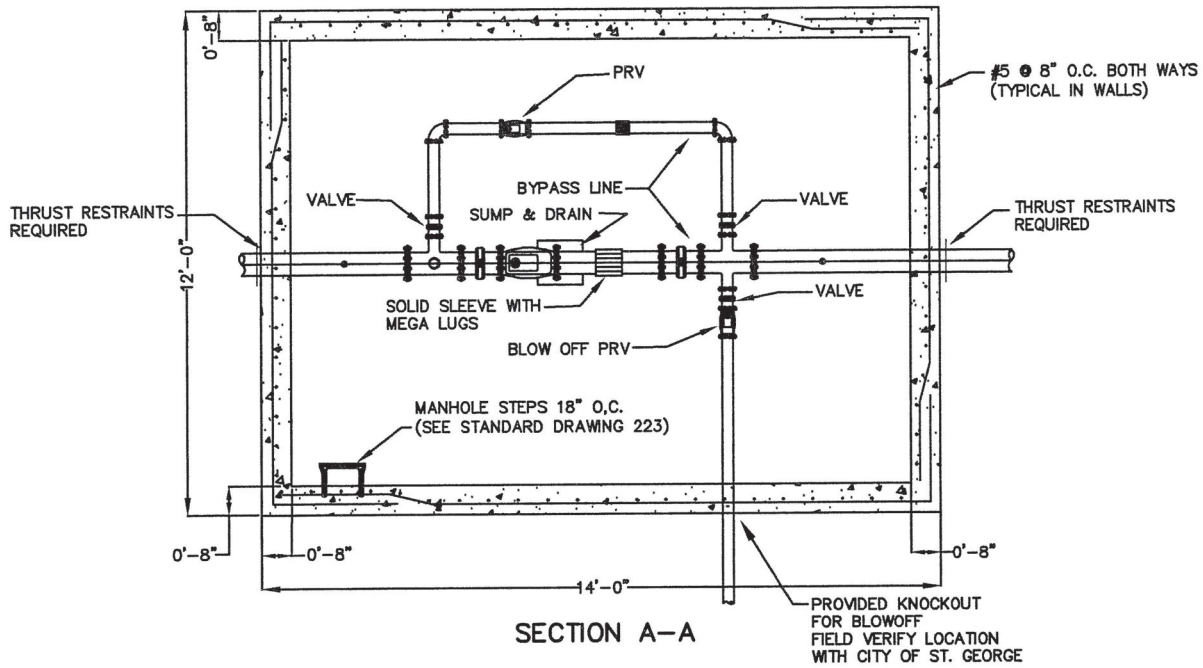 0'-8"
PRV
#5 @ 8" O.C. BOTH WAYS
(TYPICAL IN WALLS)
THRUST RESTRAINTS
REQUIRED
VALVE
BYPASS LINE
SUMP & DRAIN
VALVE
THRUST RESTRAINTS
REQUIRED
12'-0"
SOLID SLEEVE WITH
MEGA LUGS
VALVE
BLOW OFF PRV
MANHOLE STEPS 18" O.C.
(SEE STANDARD DRAWING 223)
0'-8"
0'-8"
0'-8"
14'-0"
PROVIDED KNOCKOUT
FOR BLOWOFF
FIELD VERIFY LOCATION
WITH CITY OF ST. GEORGE
SECTION A-A